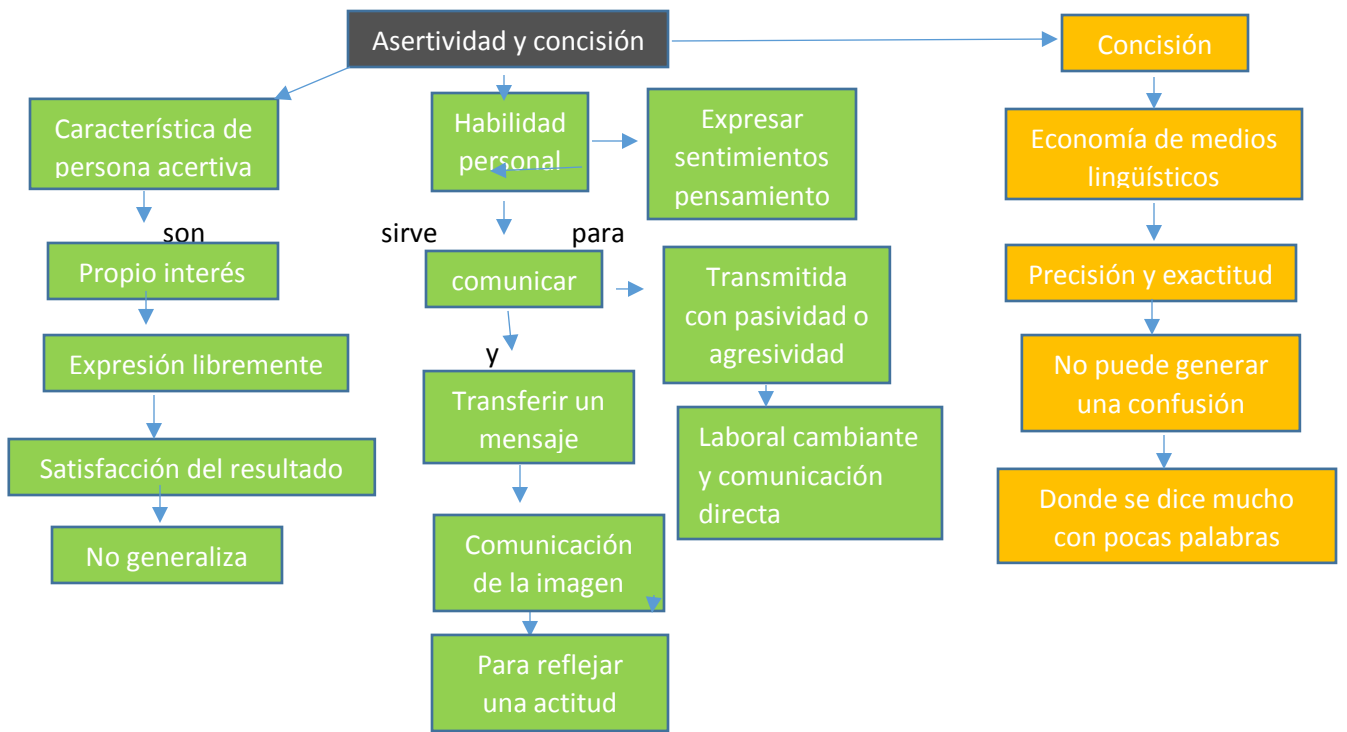 Asertividad y concisión
Concisión
Característica de
persona acertiva
son
Propio interés
Expresión libremente
Satisfacción del resultado
No generaliza
Habilidad
personal
Expresar
sentimientos
pensamiento
sirve para
comunicar
Transmitida
con pasividad o
agresividad
Laboral cambiante
y comunicación
directa
y
Transferir un
mensaje
Comunicación
de la imagen
Para reflejar
una actitud
Economía de medios
lingüísticos
Precisión y exactitud
No puede generar
una confusión
Donde se dice mucho
con pocas palabras